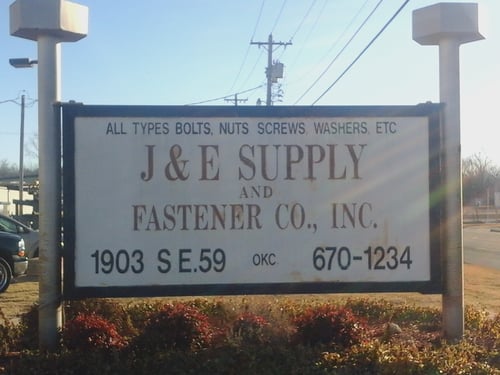 ALL TYPES BOLTS, NUTS SCREWS, WASHERS, ETC
J & E SUPPLY
AND
FASTENER CO., INC.
1903 S E. 59 OKC 670-1234